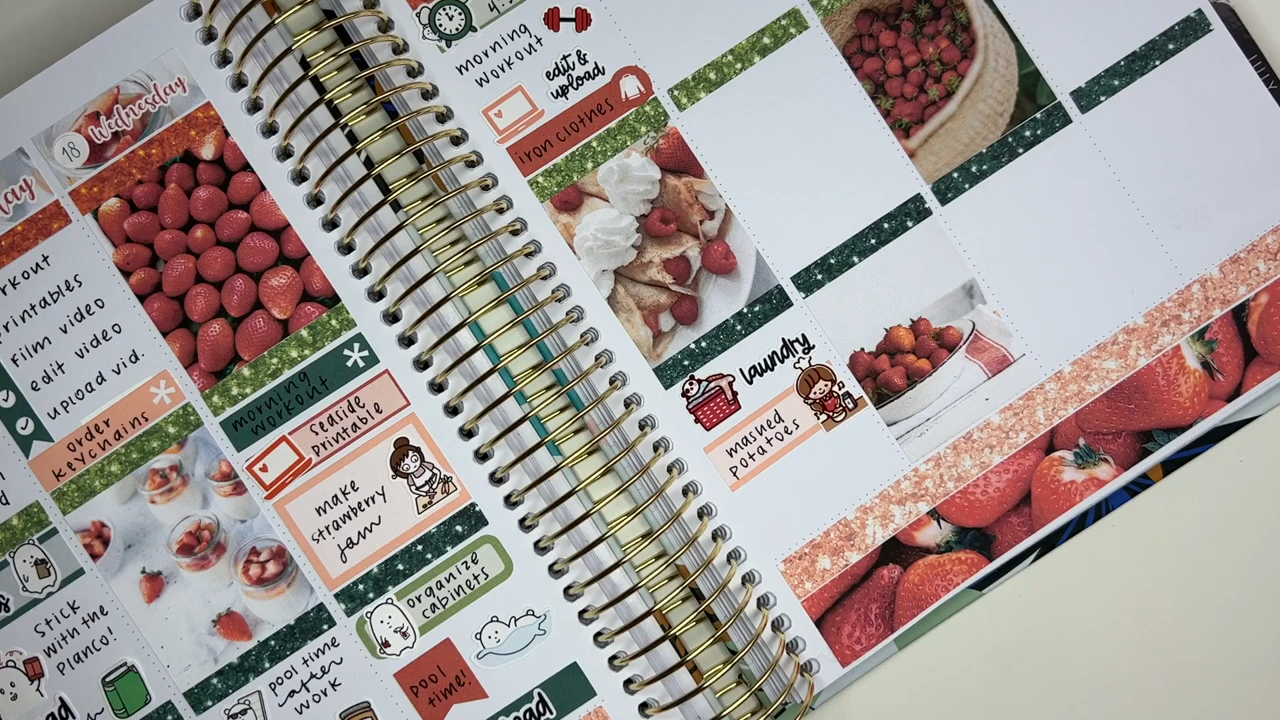 18 Wednesday
ay
rkout
rintables
film video
edit video
upload vid.
order
keychains
stick
with the
planco!
morning
workout
seaside
printable
make
strawberry
jam
pool time
after
work
organize
cabinets
pool
time!
morning
workout
edit &
upload
iron clothes
laundry
mashed
potatoes